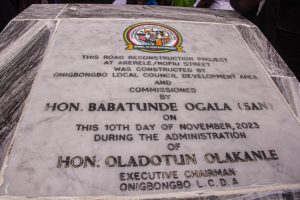 THIS ROAD RECONSTRUCTION PROJECT
AT AKERELE/NOFIU STREET
WAS CONSTRUCTED BY
ONIGBONGBO LOCAL COUNCIL DEVELOPMENT AREA
AND
COMMISSIONED
BY
HON. BABATUNDE OGALA (SAN)
ON
THIS 10TH DAY OF NOVEMBER, 2023
DURING THE ADMINISTRATION
OF
HON. OLADOTUN OLAKANLE
EXECUTIVE CHAIRMAN
ONIGBONGBO L.C.D.A